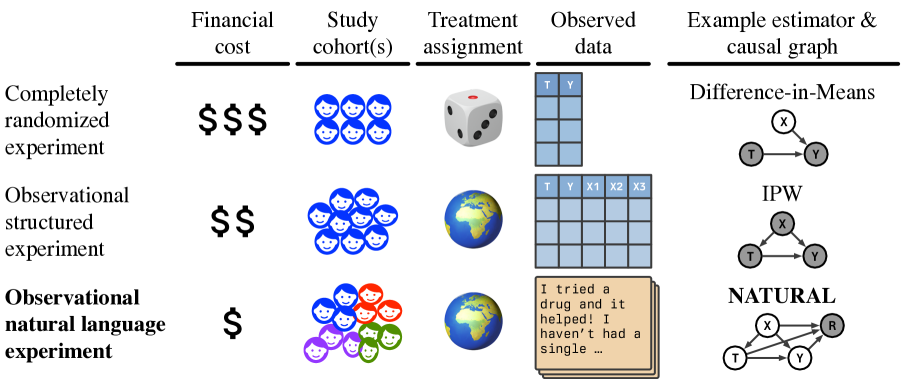 Financial cost
Study cohort(s)
Treatment assignment
Observed data
Example estimator & causal graph
Completely randomized experiment
$$$
T Y
Difference-in-Means
X
T Y
Observational structured experiment
$$
T Y X1 X2 X3
IPW
X
T Y
Observational natural language experiment
$
I tried a
drug and it
helped! I
haven't had a
single …
NATURAL
X R
T Y